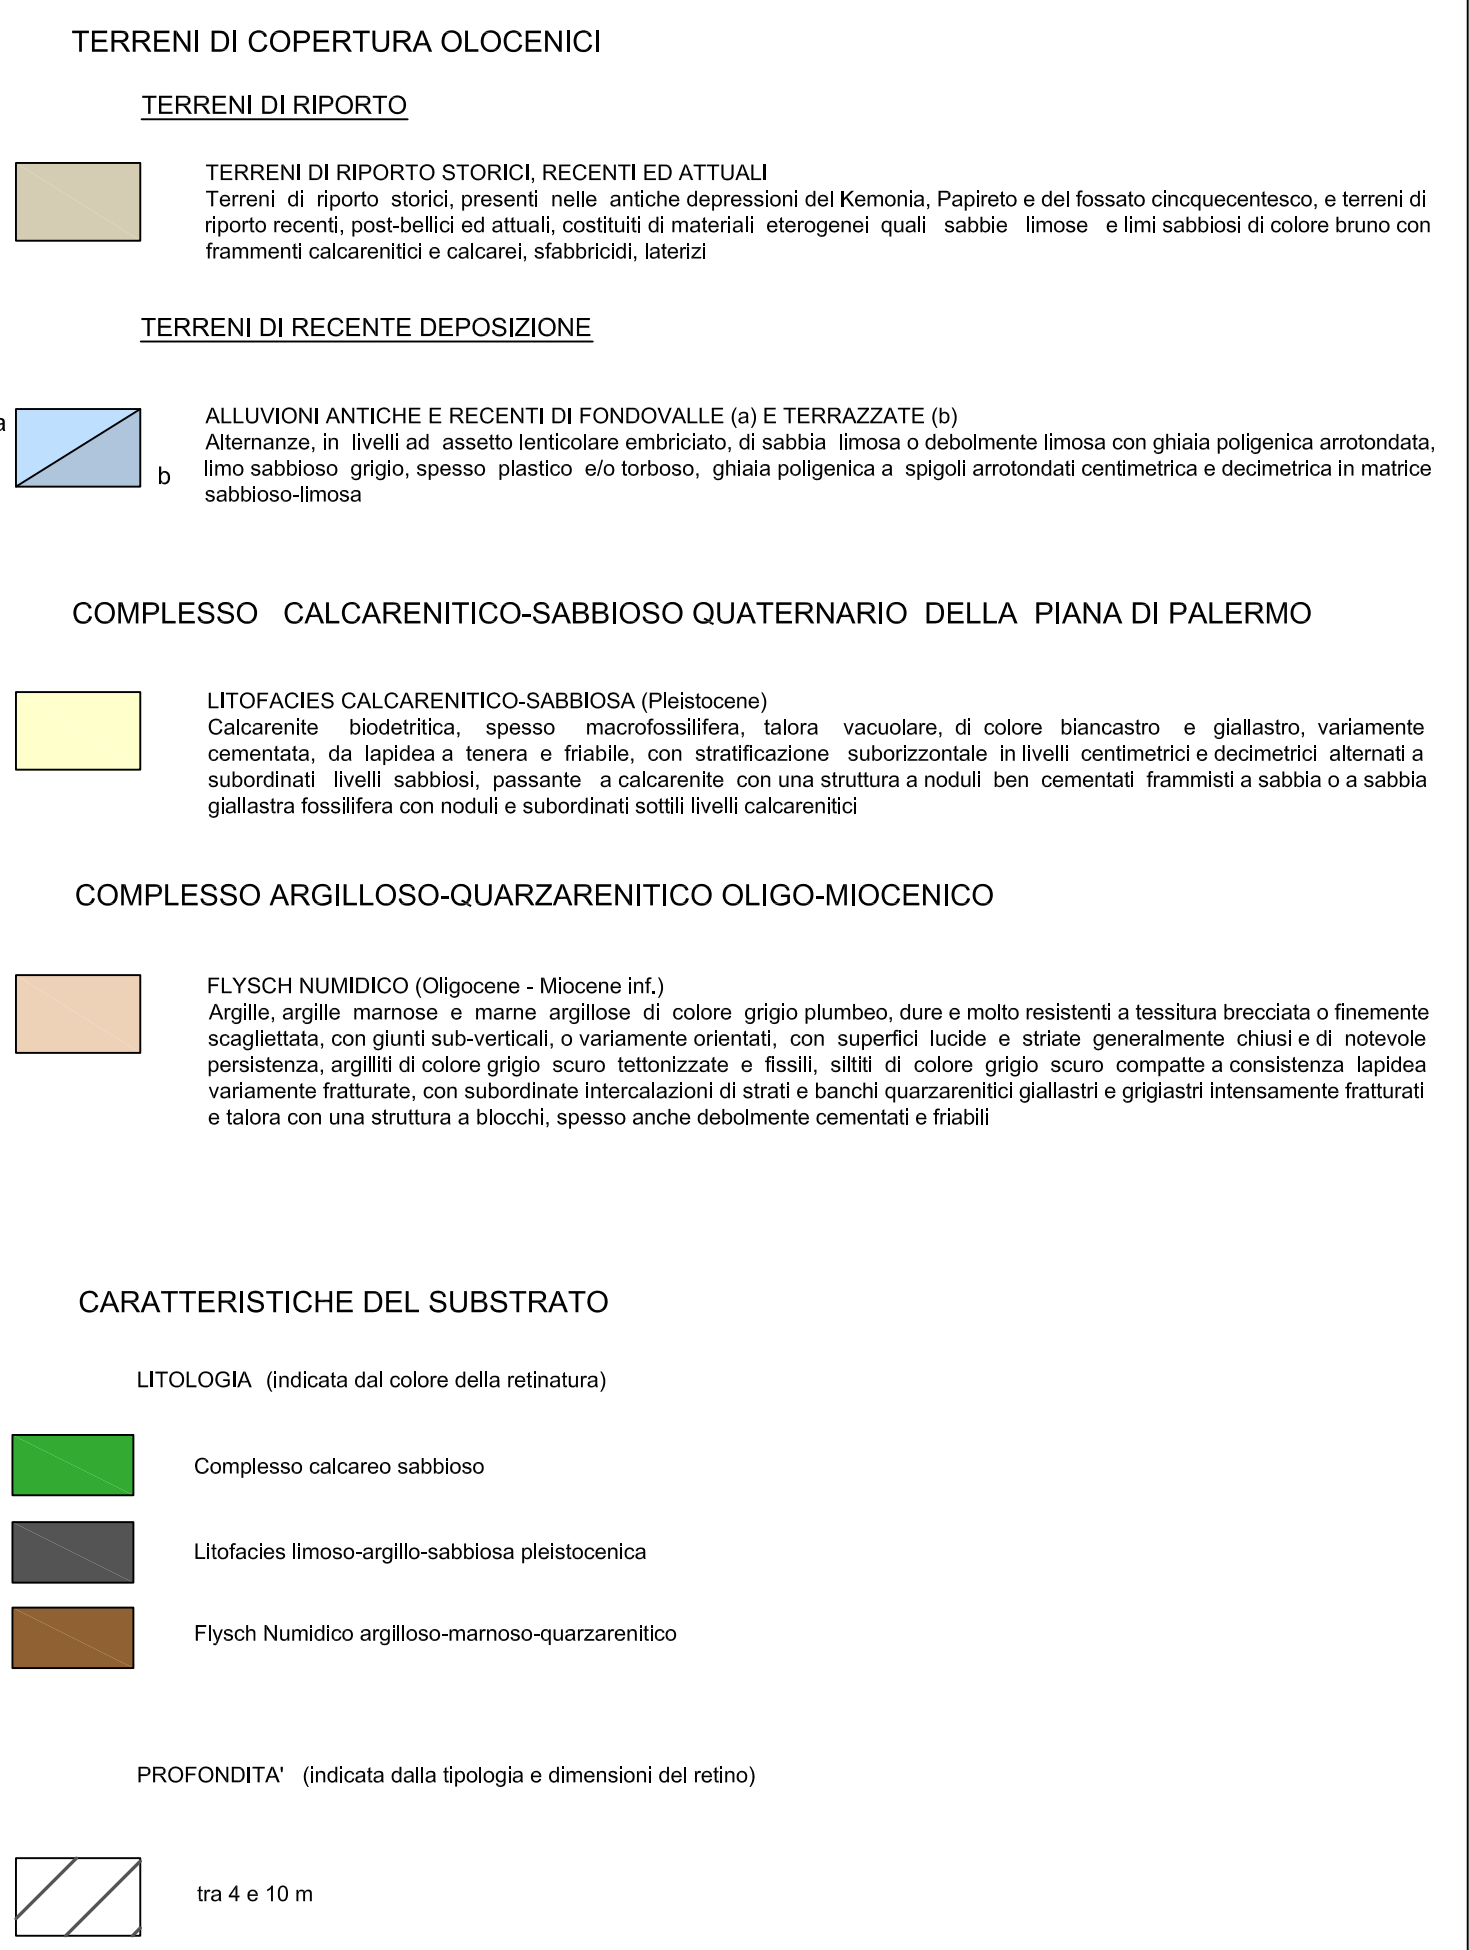 TERRENI DI COPERTURA OLOCENICI
TERRENI DI RIPORTO
TERRENI DI RIPORTO STORICI, RECENTI ED ATTUALI
Terreni di riporto storici, presenti nelle antiche depressioni del Kemonia, Papireto e del fossato cincquecentesco, e terreni di
riporto recenti, post-bellici ed attuali, costituiti di materiali eterogenei quali sabbie limose e limi sabbiosi di colore bruno con
frammenti calcarenitici e calcarei, sfabbricidi, laterizi
TERRENI DI RECENTE DEPOSIZIONE
a
b
ALLUVIONI ANTICHE E RECENTI DI FONDOVALLE (a) E TERRAZZATE (b)
Alternanze, in livelli ad assetto lenticolare embriciato, di sabbia limosa o debolmente limosa con ghiaia poligenica arrotondata,
limo sabbioso grigio, spesso plastico e/o torboso, ghiaia poligenica a spigoli arrotondati centimetrica e decimetrica in matrice
sabbioso-limosa
COMPLESSO CALCARENITICO-SABBIOSO QUATERNARIO DELLA PIANA DI PALERMO
LITOFACIES CALCARENITICO-SABBIOSA (Pleistocene)
Calcarenite biodetritica, spesso macrofossilifera, talora vacuolare, di colore biancastro e giallastro, variamente
cementata, da lapidea a tenera e friabile, con stratificazione suborizzontale in livelli centimetrici e decimetrici alternati a
subordinati livelli sabbiosi, passante a calcarenite con una struttura a noduli ben cementati frammisti a sabbia o a sabbia
giallastra fossilifera con noduli e subordinati sottili livelli calcarenitici
COMPLESSO ARGILLOSO-QUARZARENITICO OLIGO-MIOCENICO
FLYSCH NUMIDICO (Oligocene - Miocene inf.)
Argille, argille marnose e marne argillose di colore grigio plumbeo, dure e molto resistenti a tessitura brecciata o finemente
scagliettata, con giunti sub-verticali, o variamente orientati, con superfici lucide e striate generalmente chiusi e di notevole
persistenza, argilliti di colore grigio scuro tettonizzate e fissili, siltiti di colore grigio scuro compatte a consistenza lapidea
variamente fratturate, con subordinate intercalazioni di strati e banchi quarzarenitici giallastri e grigiastri intensamente fratturati
e talora con una struttura a blocchi, spesso anche debolmente cementati e friabili
CARATTERISTICHE DEL SUBSTRATO
LITOLOGIA (indicata dal colore della retinatura)
Complesso calcareo sabbioso
Litofacies limoso-argillo-sabbiosa pleistocenica
Flysch Numidico argilloso-marnoso-quarzarenitico
PROFONDITA' (indicata dalla tipologia e dimensioni del retino)
tra 4 e 10 m